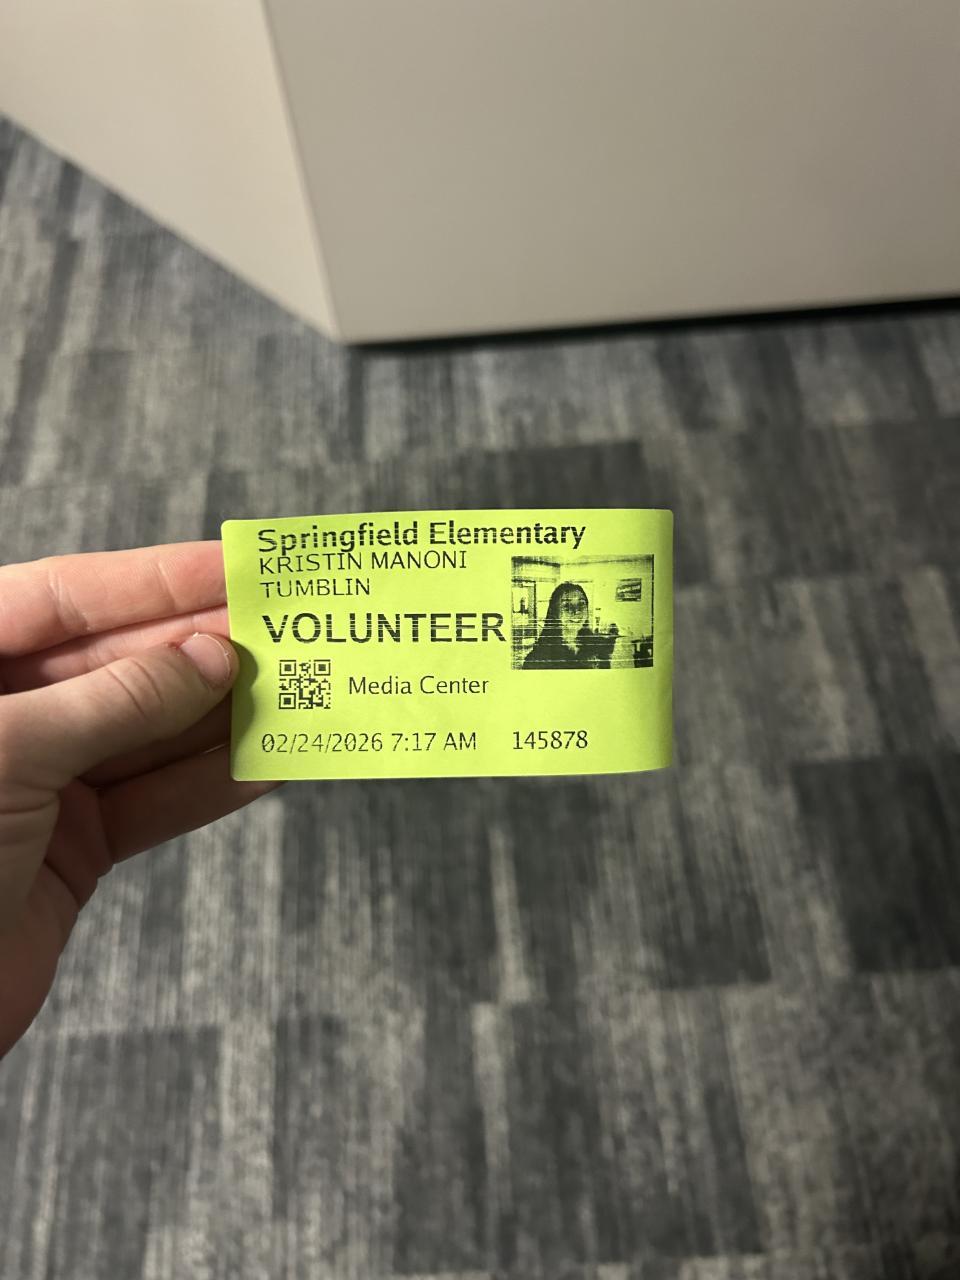 Springfield Elementary
KRISTIN MANONI
TUMBLIN
VOLUNTEER
Media Center
02/24/2026 7:17 AM 145878